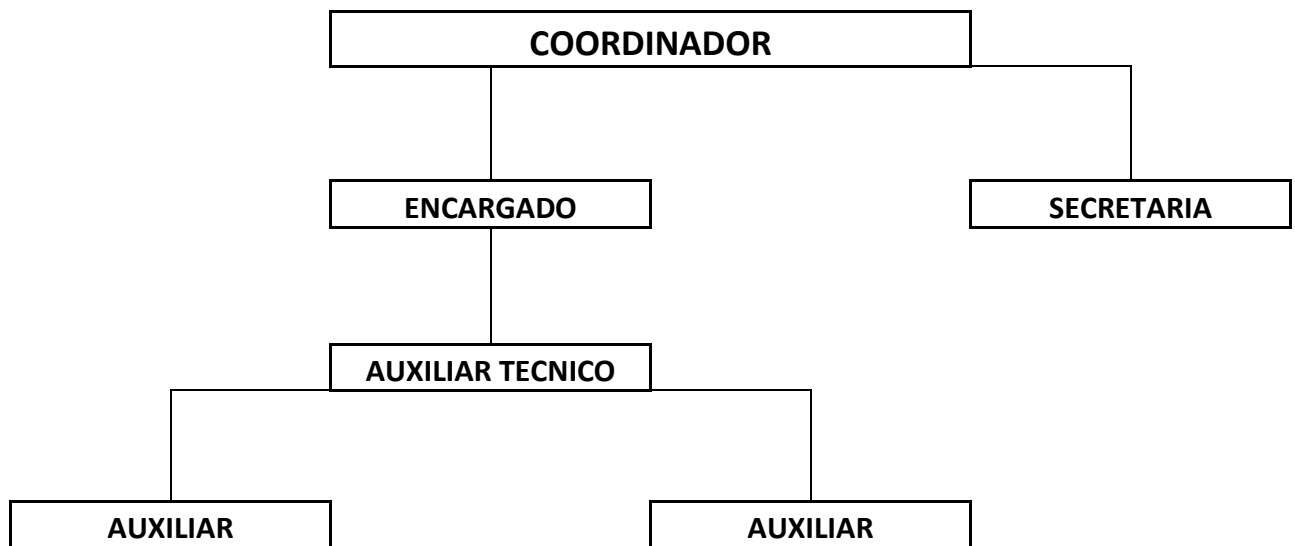 COORDINADOR
ENCARGADO
SECRETARIA
AUXILIAR TECNICO
AUXILIAR
AUXILIAR